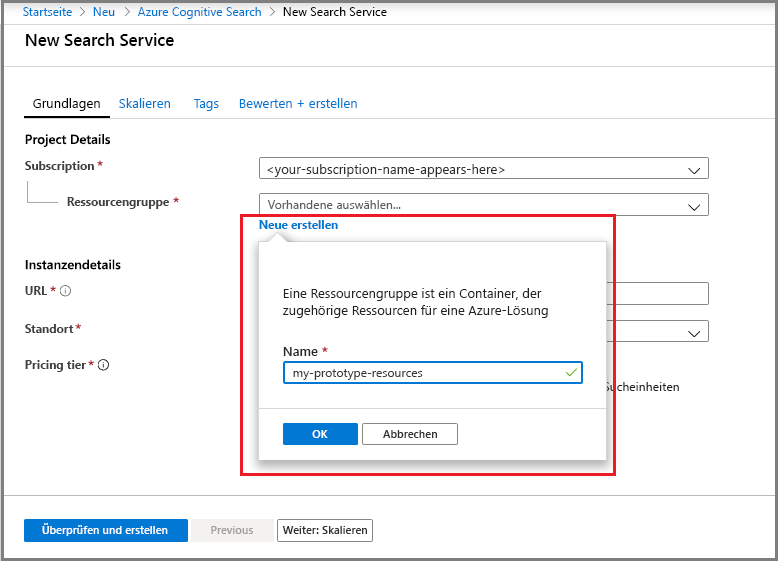 Startseite > Neu > Azure Cognitive Search > New Search Service
New Search Service
Grundlagen Skalieren Tags Bewerten + erstellen
Project Details
Subscription * <your-subscription-name-appears-here>
Ressourcengruppe * Vorhandene auswählen...
Neue erstellen
Instanzendetails
URL *
Eine Ressourcengruppe ist ein Container, der
zugehörige Ressourcen für eine Azure-Lösung
Standort *
Name *
Pricing tier *
my-prototype-resources
Sucheinheiten
OK Abbrechen
Überprüfen und erstellen Previous Weiter: Skalieren